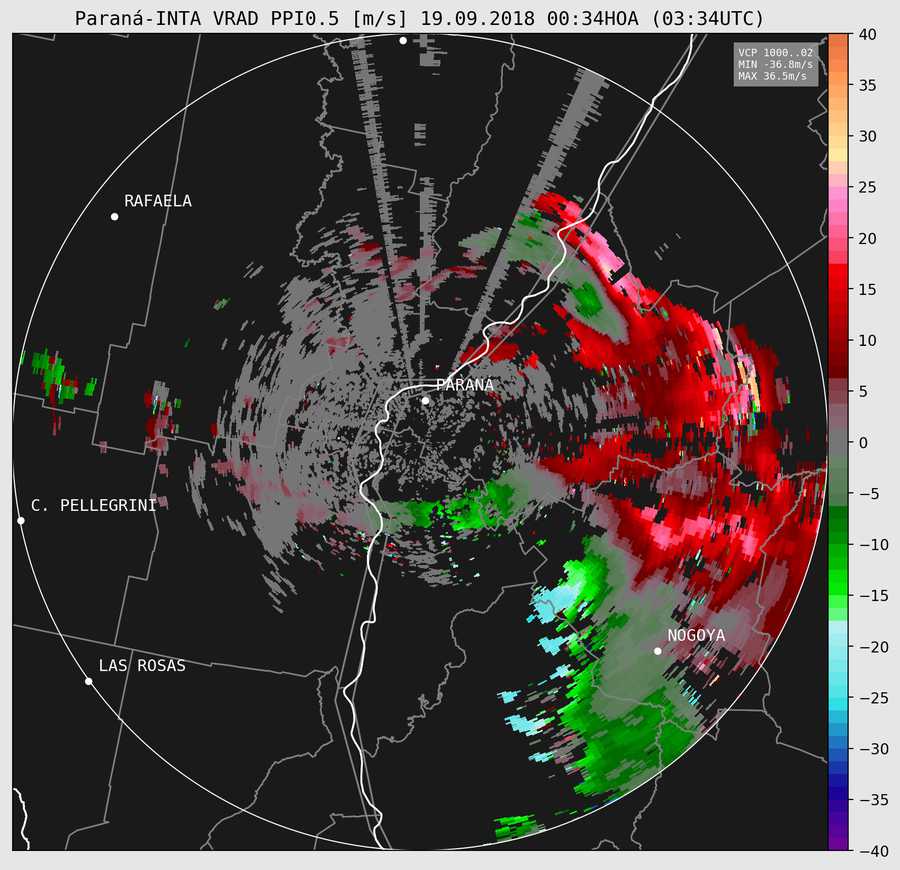 Paraná-INTA VRAD PPI0.5 [m/s] 19.09.2018 00:34HOA (03:34UTC)
VCP 1000..02
MIN -36.8m/s
MAX 36.5m/s
RAFAELA
PARANA
C. PELLEGRINI
NOGOYA
LAS ROSAS
40
35
30
25
20
15
10
5
0
−5
−10
−15
−20
−25
−30
−35
−40